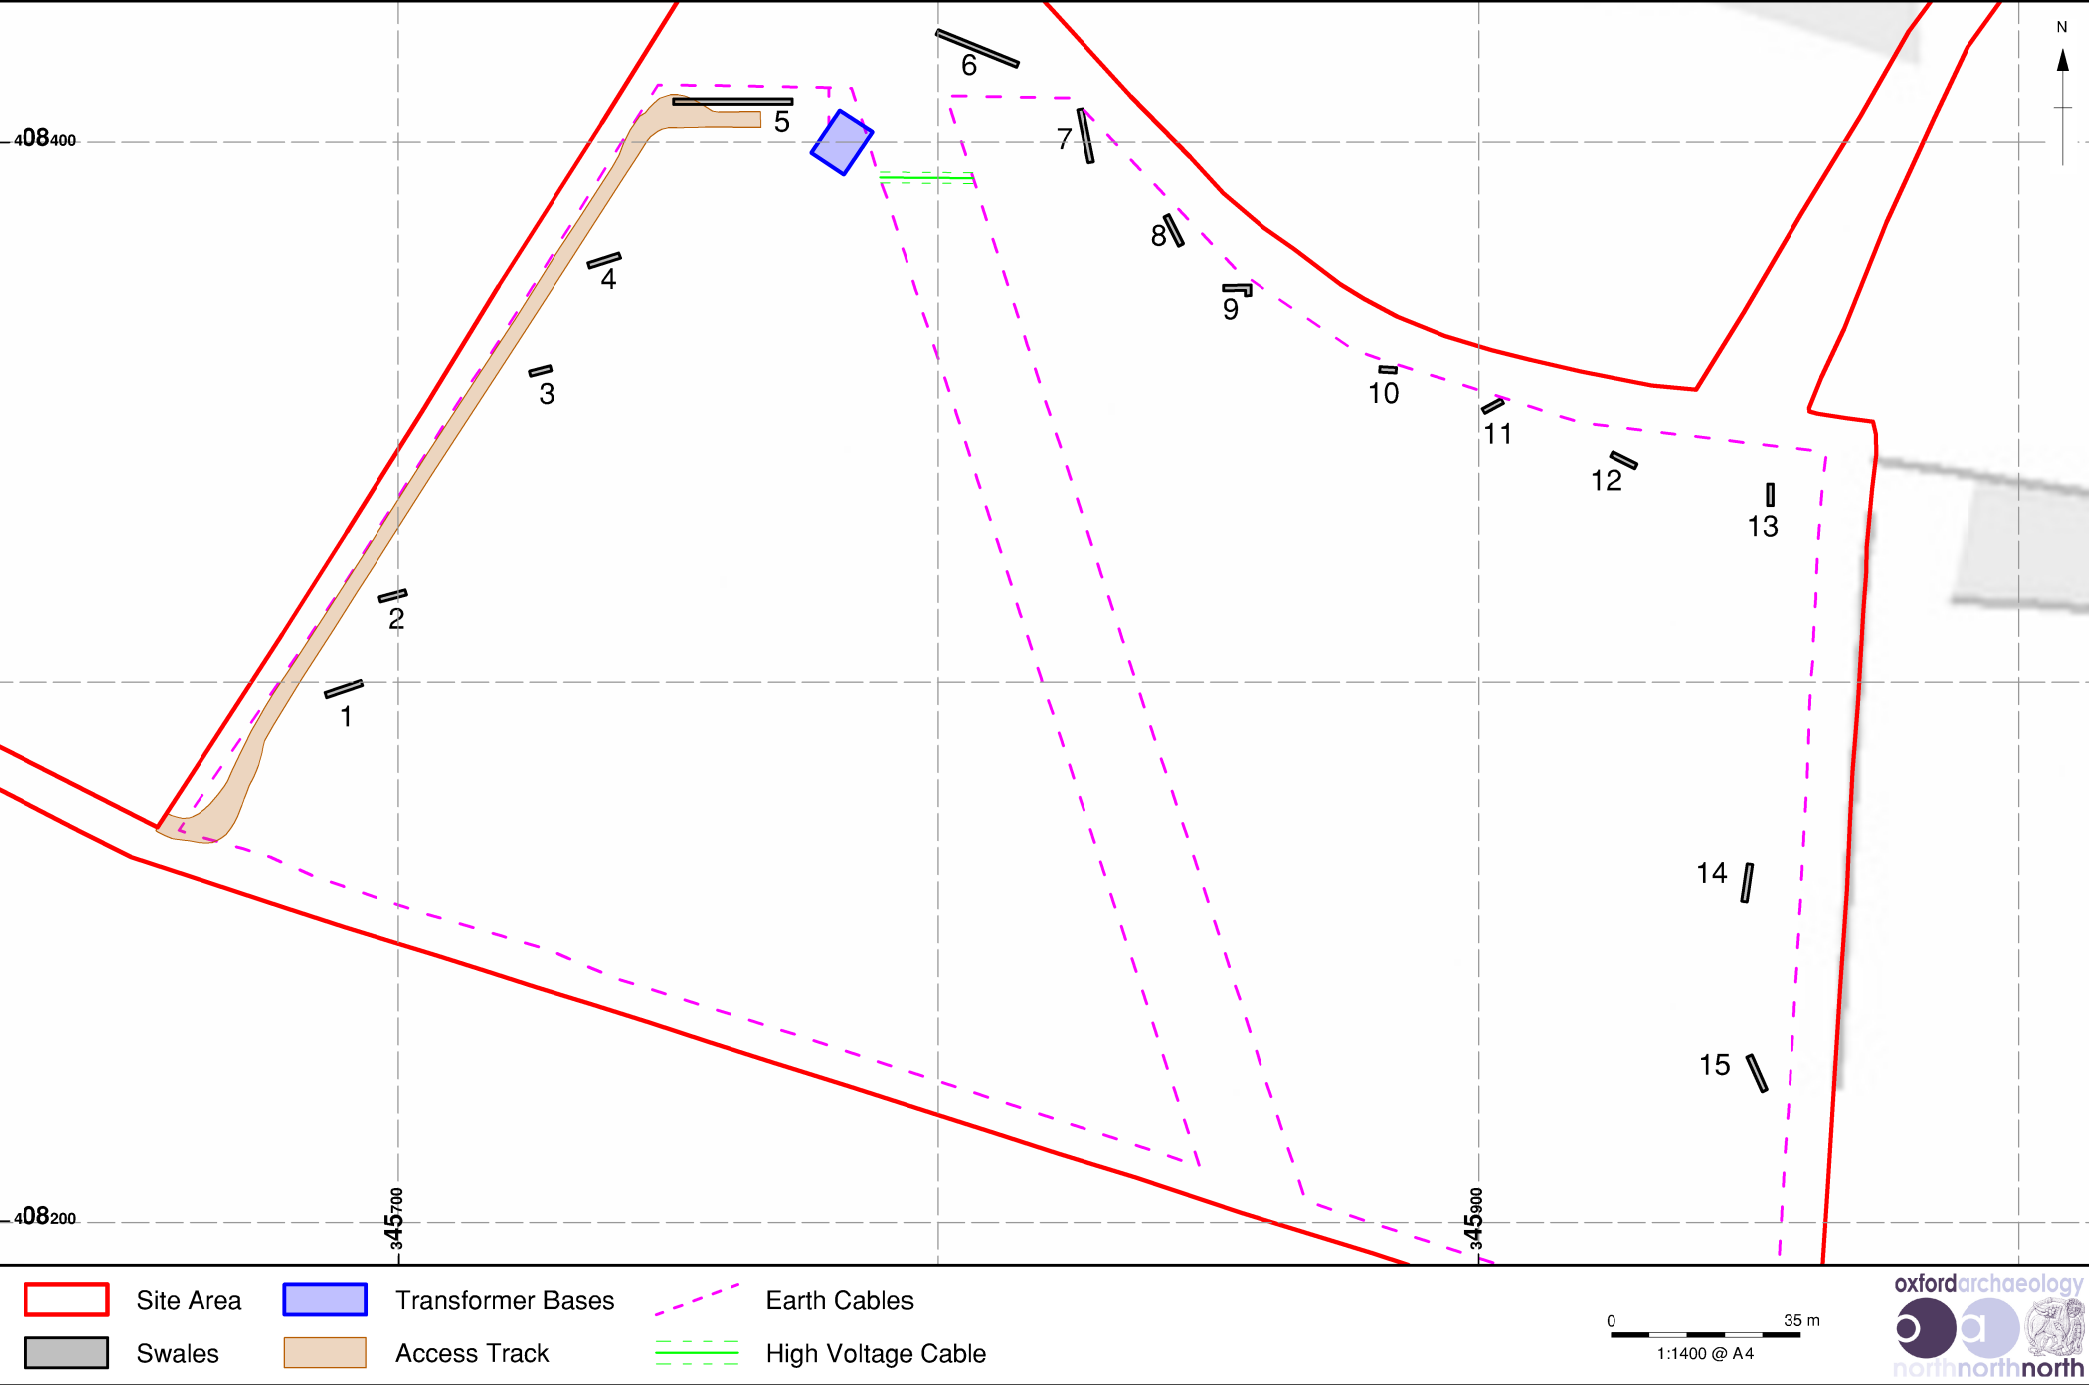 N
6
5
7
408400
8
4
9
3
10
11
12
13
2
1
14
15
345700
345900
408200
Site Area
Transformer Bases
Earth Cables
Swales
Access Track
High Voltage Cable
0 35 m
1:1400 @ A4
oxfordarchaeology
o a
northnorthnorth